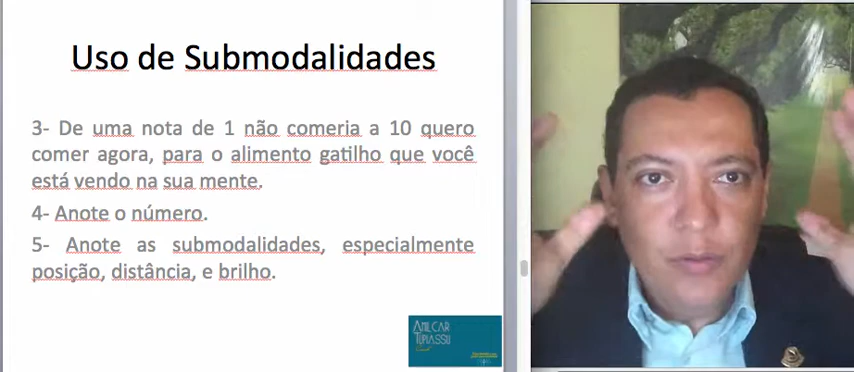 Uso de Submodalidades
3- De uma nota de 1 não comeria a 10 quero
comer agora, para o alimento gatilho que você
está vendo na sua mente.
4- Anote o número.
5- Anote as submodalidades, especialmente
posição, distância, e brilho.
AMILCAR
TUPIASSU